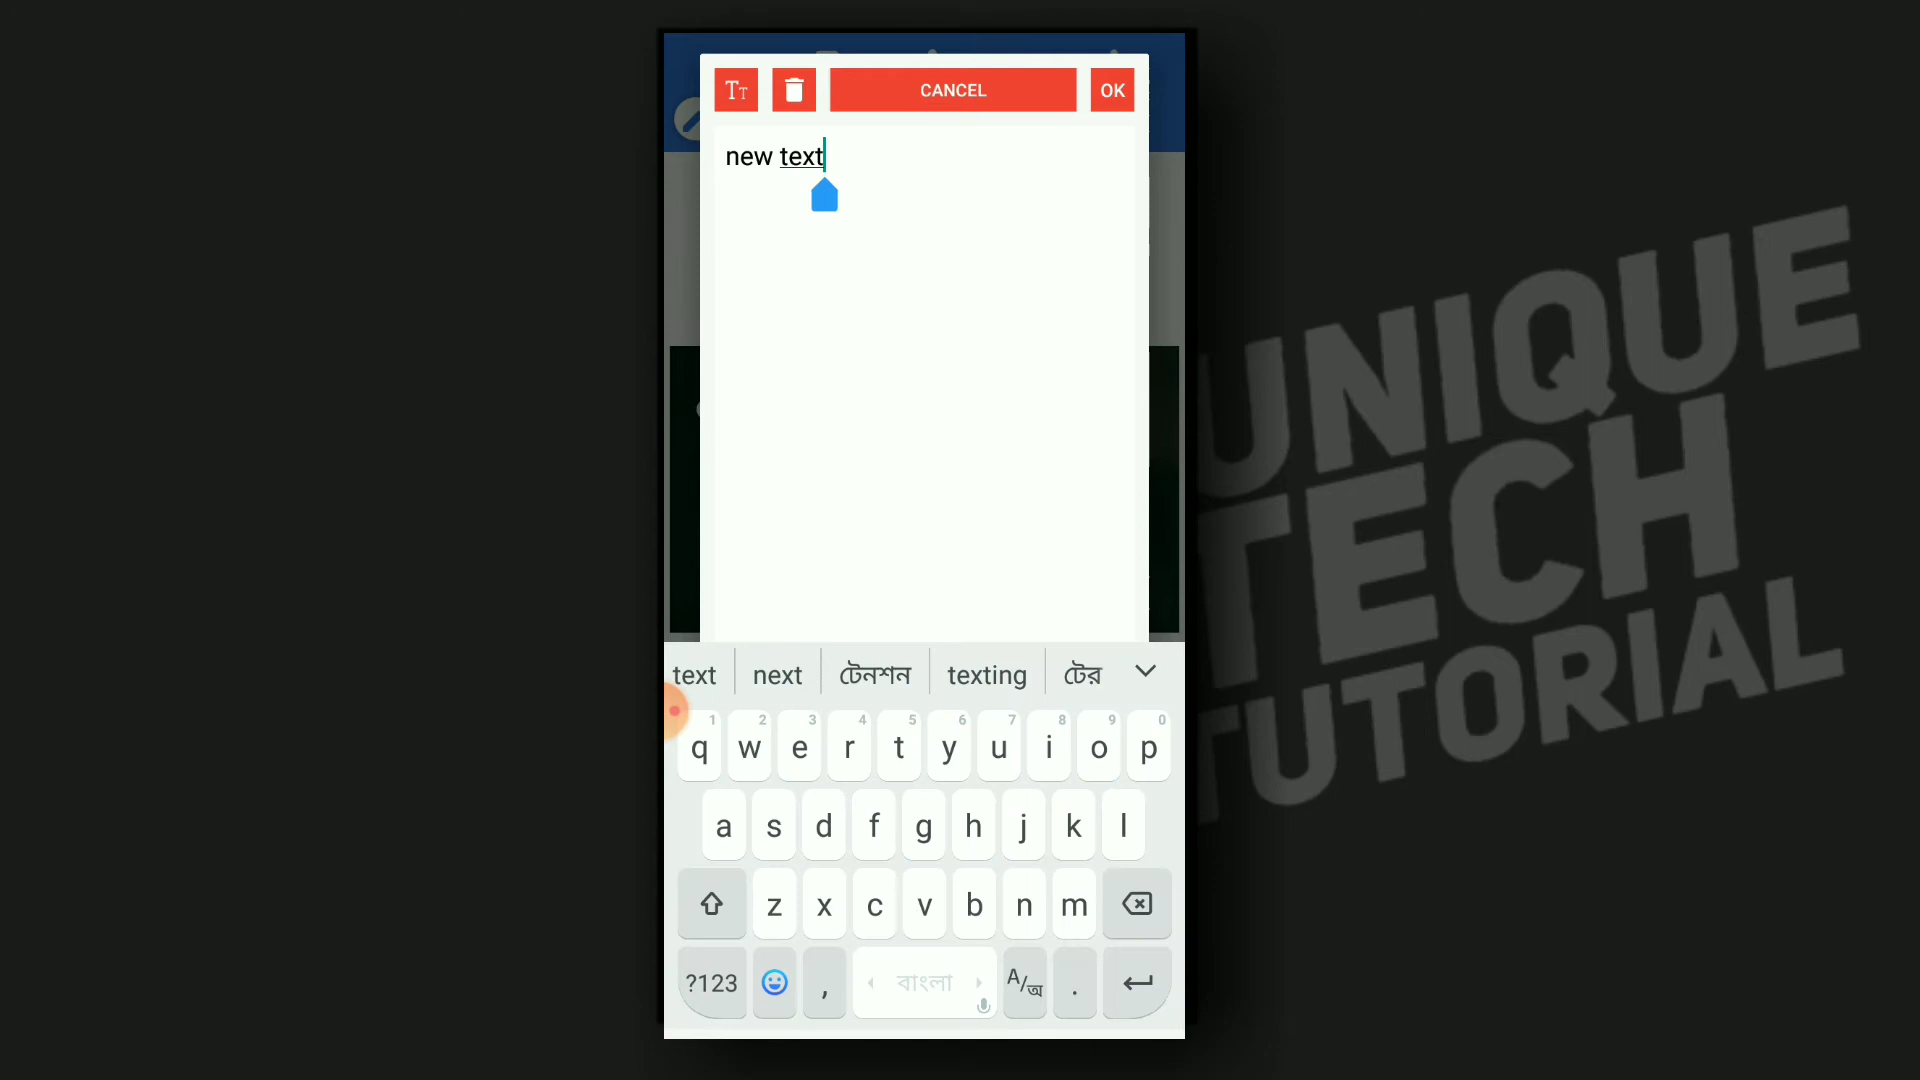 CANCEL
OK
new text
text next টেনশন texting টের
1 2 3 4 5 6 7 8 9 0
q w e r t y u i o p
a s d f g h j k l
z x c v b n m
?123 , বাংলা A/অ .
UNIQUE
TECH
TUTORIAL